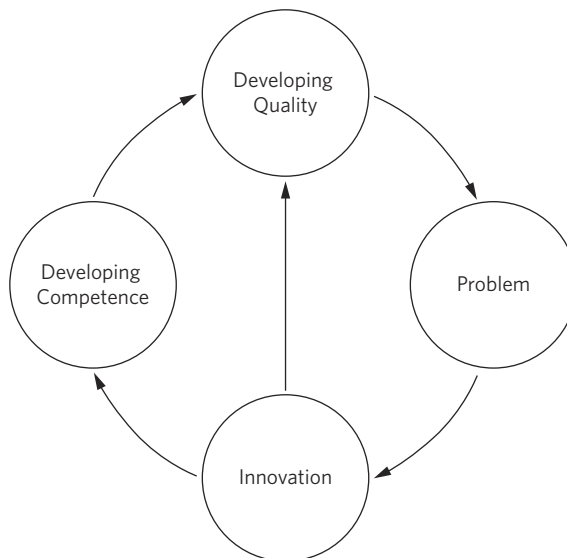 Developing
Quality
Developing
Competence
Problem
Innovation